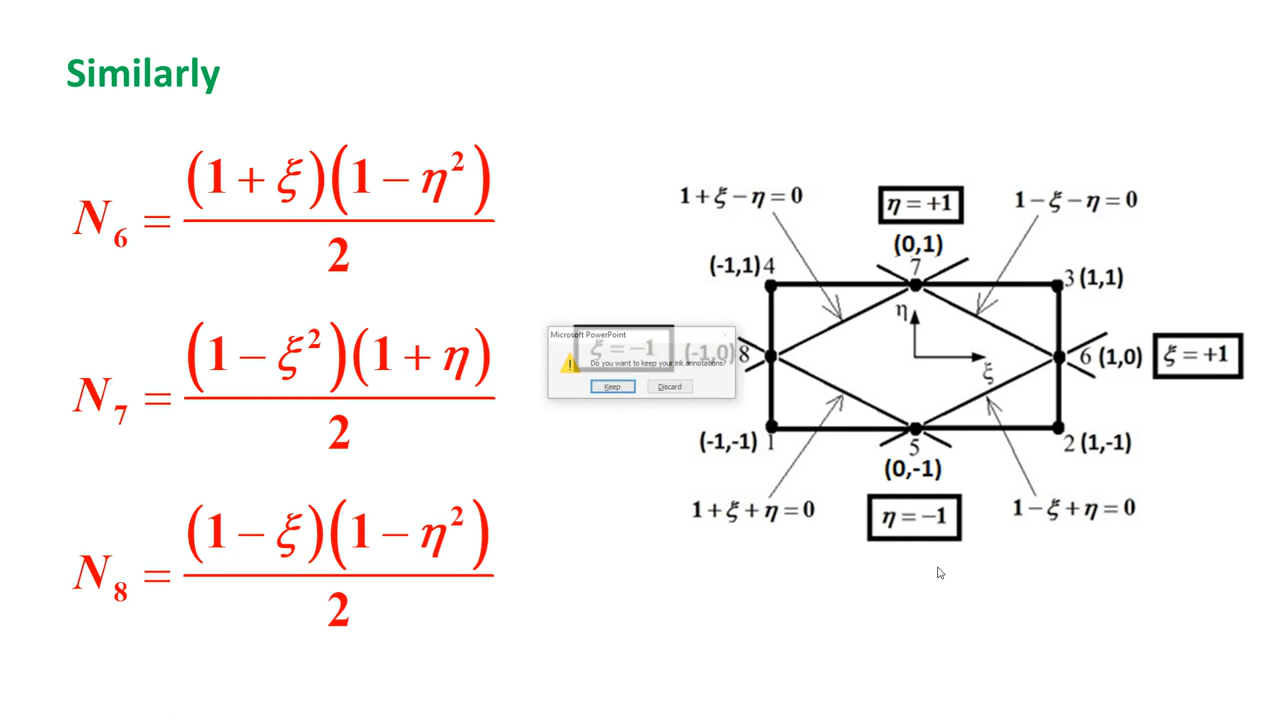 Similarly
N₆ = (1 + ξ)(1 − η²) / 2
N₇ = (1 − ξ²)(1 + η) / 2
N₈ = (1 − ξ)(1 − η²) / 2
1 + ξ − η = 0
η = +1
1 − ξ − η = 0
(0,1)
(-1,1) 4
7
3 (1,1)
η
Microsoft PowerPoint
ξ = −1
(-1,0) 8
Do you want to keep your ink annotations?
Keep
Discard
6 (1,0)
ξ = +1
ξ
(-1,-1) 1
5
2 (1,-1)
(0,-1)
1 + ξ + η = 0
η = −1
1 − ξ + η = 0